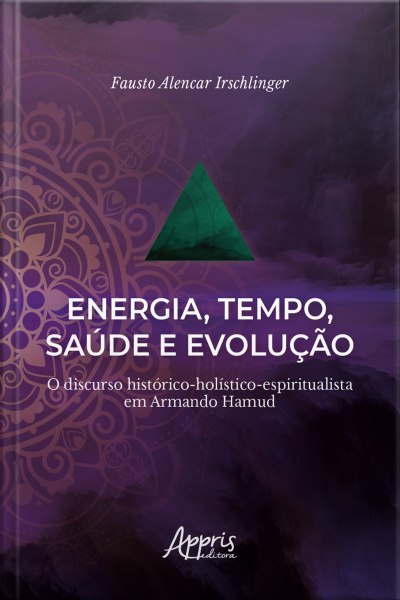 Fausto Alencar Irschlinger
ENERGIA, TEMPO,
SAÚDE E EVOLUÇÃO
O discurso histórico-holístico-espiritualista
em Armando Hamud
Appris
editora